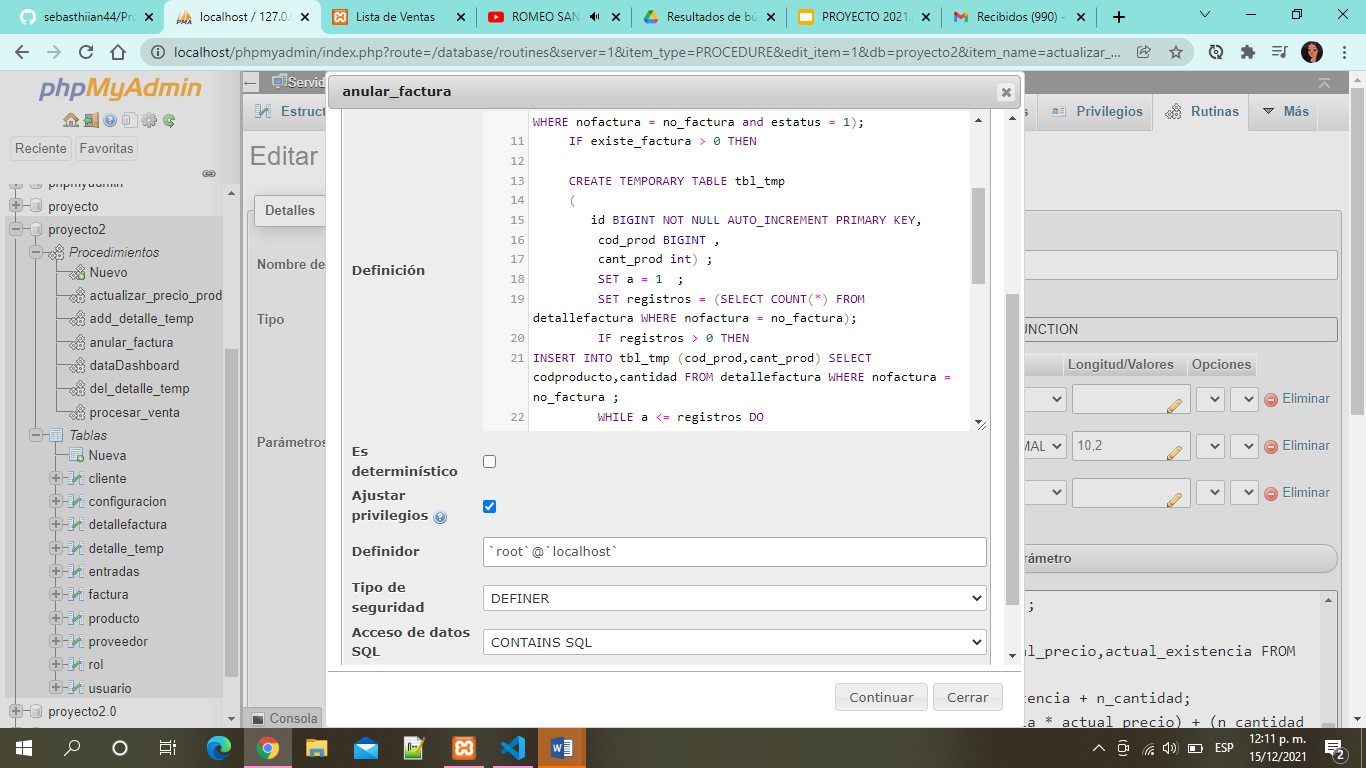 sebasthiian44/Pro
localhost / 127.0.
Lista de Ventas
ROMEO SAN
Resultados de bú
PROYECTO 2021.
Recibidos (990) -
localhost/phpmyadmin/index.php?route=/database/routines&server=1&item_type=PROCEDURE&edit_item=1&db=proyecto2&item_name=actualizar_...
phpMyAdmin
Reciente
Favoritas
phpmyadmin
proyecto
proyecto2
Procedimientos
Nuevo
actualizar_precio_prod
add_detalle_temp
anular_factura
dataDashboard
del_detalle_temp
procesar_venta
Tablas
Nueva
cliente
configuracion
detallefactura
detalle_temp
entradas
factura
producto
proveedor
rol
usuario
proyecto2.0
Servid
Estruct
s
Privilegios
Rutinas
Más
Editar
Detalles
Nombre de
Tipo
Parámetros
Consola
anular_factura
Definición
WHERE nofactura = no_factura and estatus = 1);
11 IF existe_factura > 0 THEN
12
13 CREATE TEMPORARY TABLE tbl_tmp
14 (
15 id BIGINT NOT NULL AUTO_INCREMENT PRIMARY KEY,
16 cod_prod BIGINT ,
17 cant_prod int) ;
18 SET a = 1 ;
19 SET registros = (SELECT COUNT(*) FROM
detallefactura WHERE nofactura = no_factura);
20 IF registros > 0 THEN
21 INSERT INTO tbl_tmp (cod_prod,cant_prod) SELECT
codproducto,cantidad FROM detallefactura WHERE nofactura =
no_factura ;
22 WHILE a <= registros DO
Es
determinístico
Ajustar
privilegios
Definidor
`root`@`localhost`
Tipo de
seguridad
DEFINER
Acceso de datos
SQL
CONTAINS SQL
Continuar
Cerrar
UNCTION
Longitud/Valores
Opciones
Eliminar
MAL
10,2
Eliminar
Eliminar
rámetro
;
al_precio,actual_existencia FROM
tencia + n_cantidad;
a * actual_precio) + (n_cantidad
ESP
12:11 p. m.
15/12/2021
2